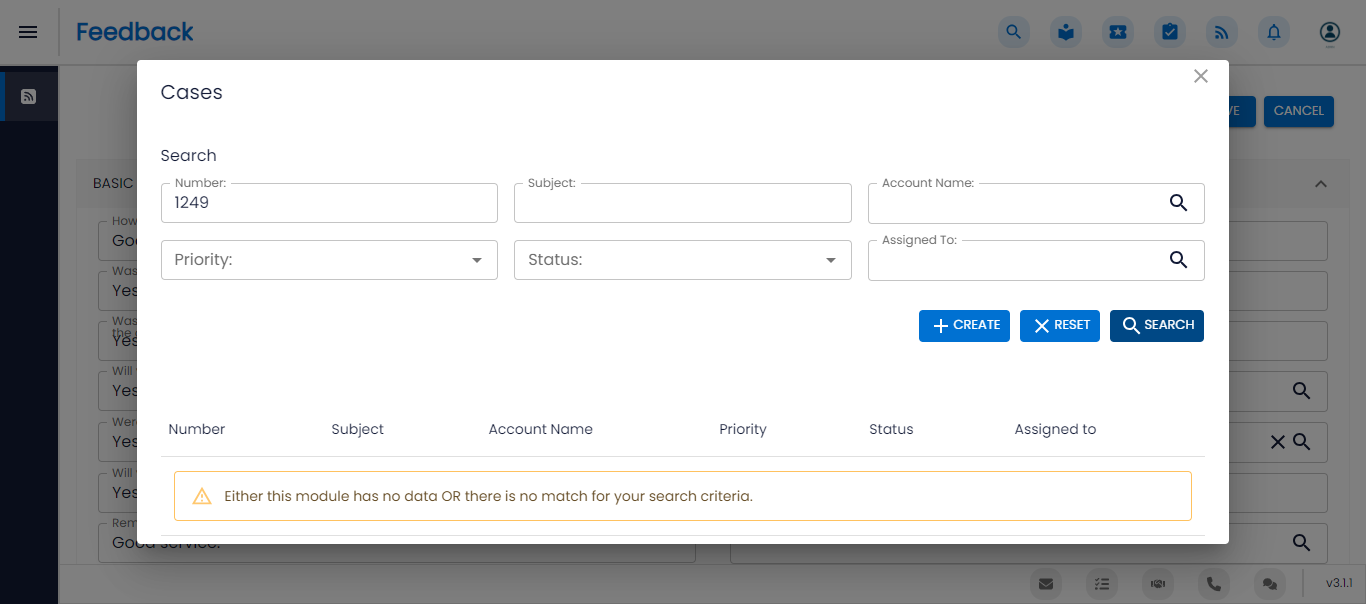 Feedback
VE
CANCEL
Cases
Search
BASIC
Number:
1249
Subject:
Account Name:
Priority:
Status:
Assigned To:
CREATE
RESET
SEARCH
How
Was
Yes
Was
the
Yes
Will
Yes
Number
Subject
Account Name
Priority
Status
Assigned to
Were
Yes
Will
Yes
Either this module has no data OR there is no match for your search criteria.
Rem
Good service.
v3.1.1